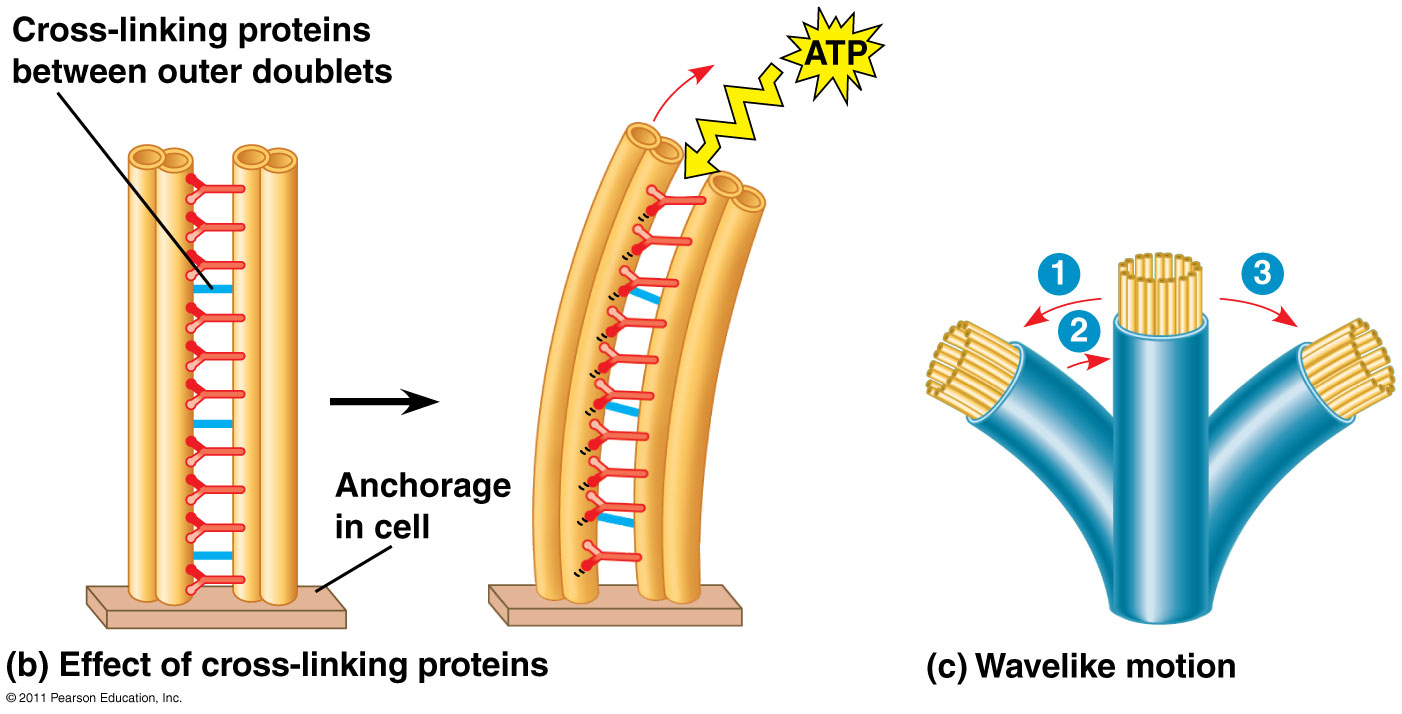 Cross-linking proteins
between outer doublets
ATP
Anchorage
in cell
(b) Effect of cross-linking proteins
1
2
3
(c) Wavelike motion
© 2011 Pearson Education, Inc.